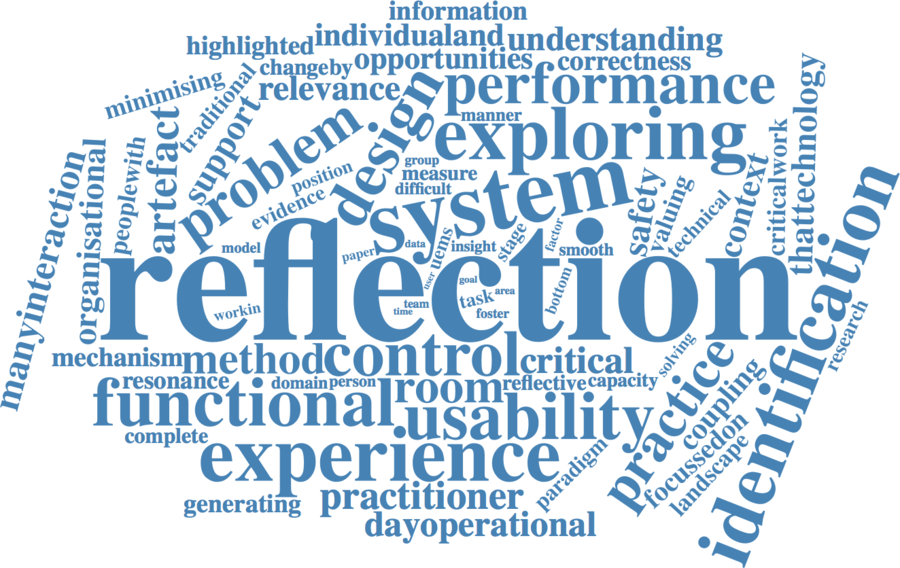 information
highlighted
individualand
understanding
changeby
opportunities
correctness
minimising
traditional
relevance
performance
manner
support
problem
design
exploring
artefact
position
group
measure
difficult
evidence
system
safety
valuing
technical
context
criticalwork
thattechnology
manyinteraction
organisational
peoplewith
model
paper
data
uems
insight
stage
factor
smooth
reflection
user
goal
area
task
team
time
foster
bottom
workin
identification
research
mechanism
method
control
critical
solving
resonance
domain
person
room
reflective
capacity
functional
usability
practice
coupling
focussedon
landscape
complete
experience
paradigm
generating
practitioner
dayoperational